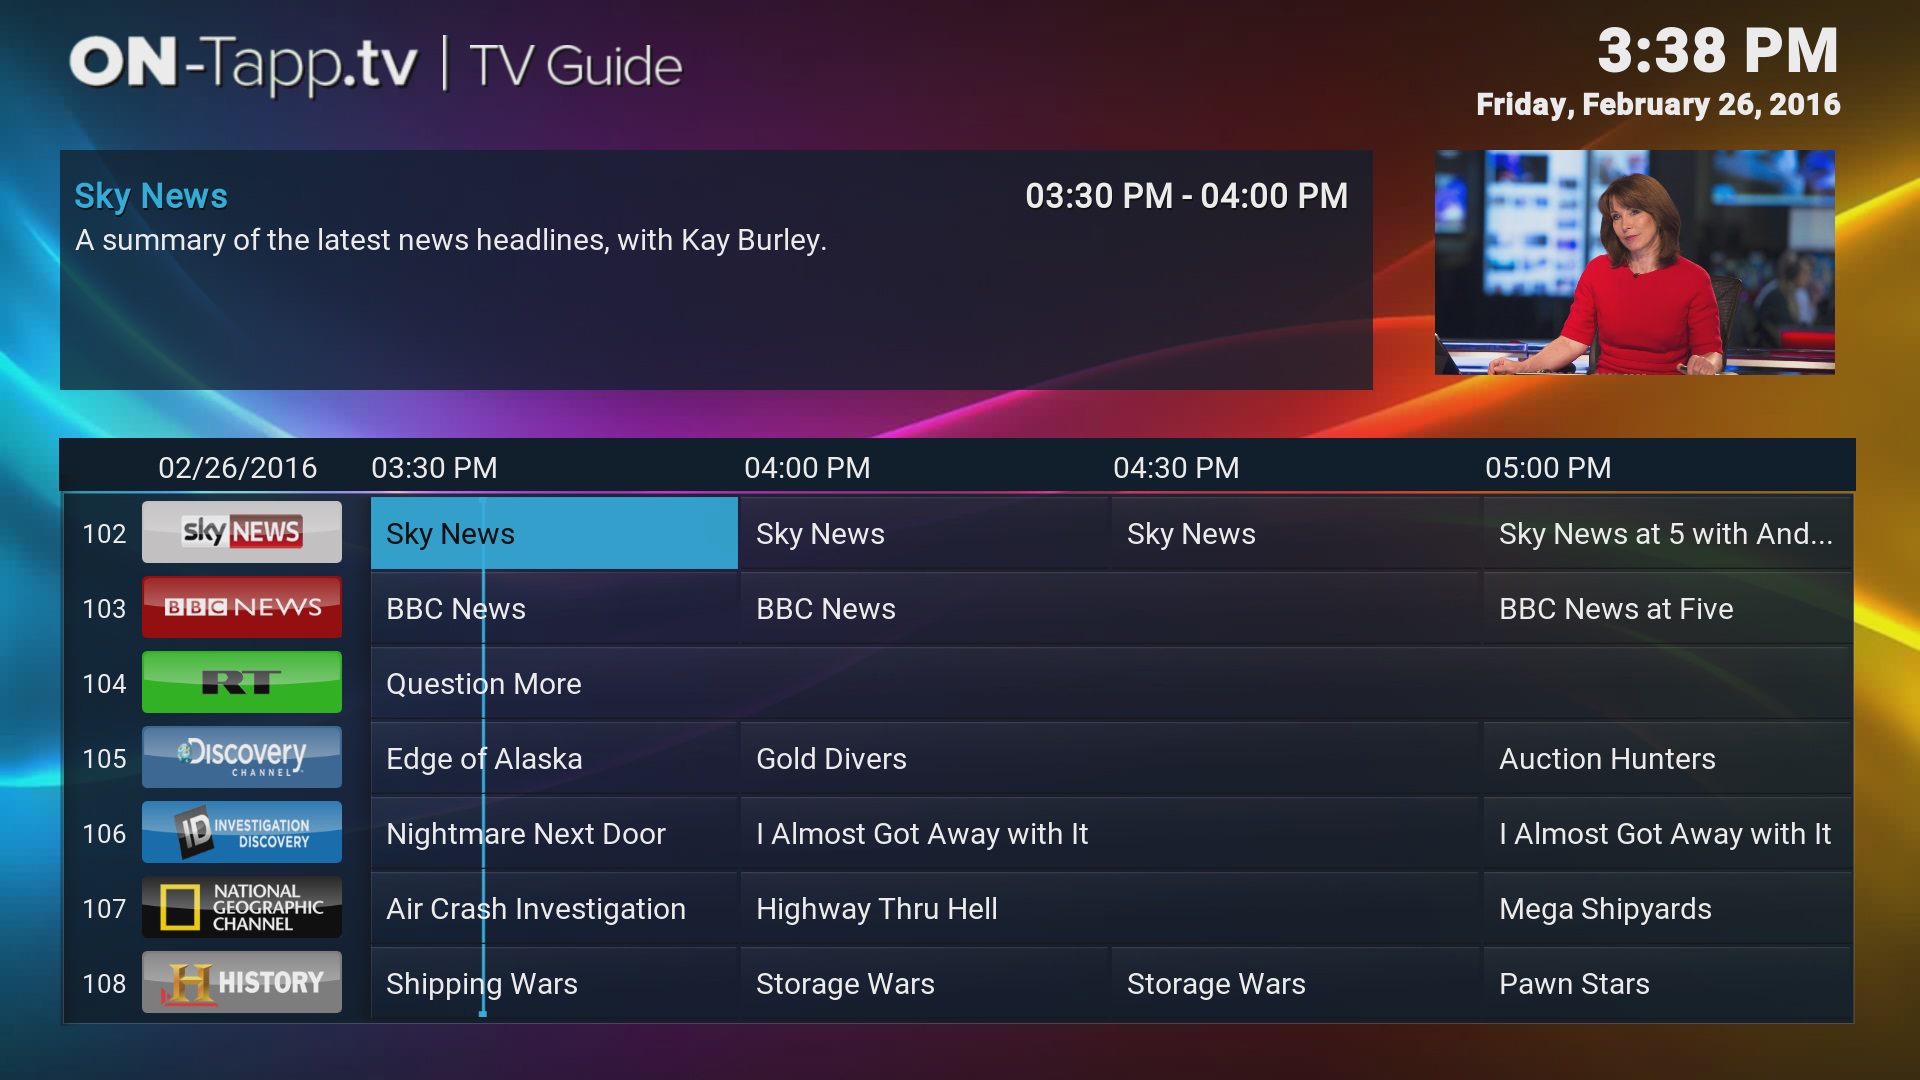 ON-Tapp.tv | TV Guide
3:38 PM
Friday, February 26, 2016
Sky News 03:30 PM - 04:00 PM
A summary of the latest news headlines, with Kay Burley.
02/26/2016 03:30 PM 04:00 PM 04:30 PM 05:00 PM
102 sky NEWS Sky News Sky News Sky News Sky News at 5 with And...
103 BBC NEWS BBC News BBC News BBC News at Five
104 RT Question More
105 Discovery CHANNEL Edge of Alaska Gold Divers Auction Hunters
106 ID INVESTIGATION DISCOVERY Nightmare Next Door I Almost Got Away with It I Almost Got Away with It
107 NATIONAL GEOGRAPHIC CHANNEL Air Crash Investigation Highway Thru Hell Mega Shipyards
108 H HISTORY Shipping Wars Storage Wars Storage Wars Pawn Stars